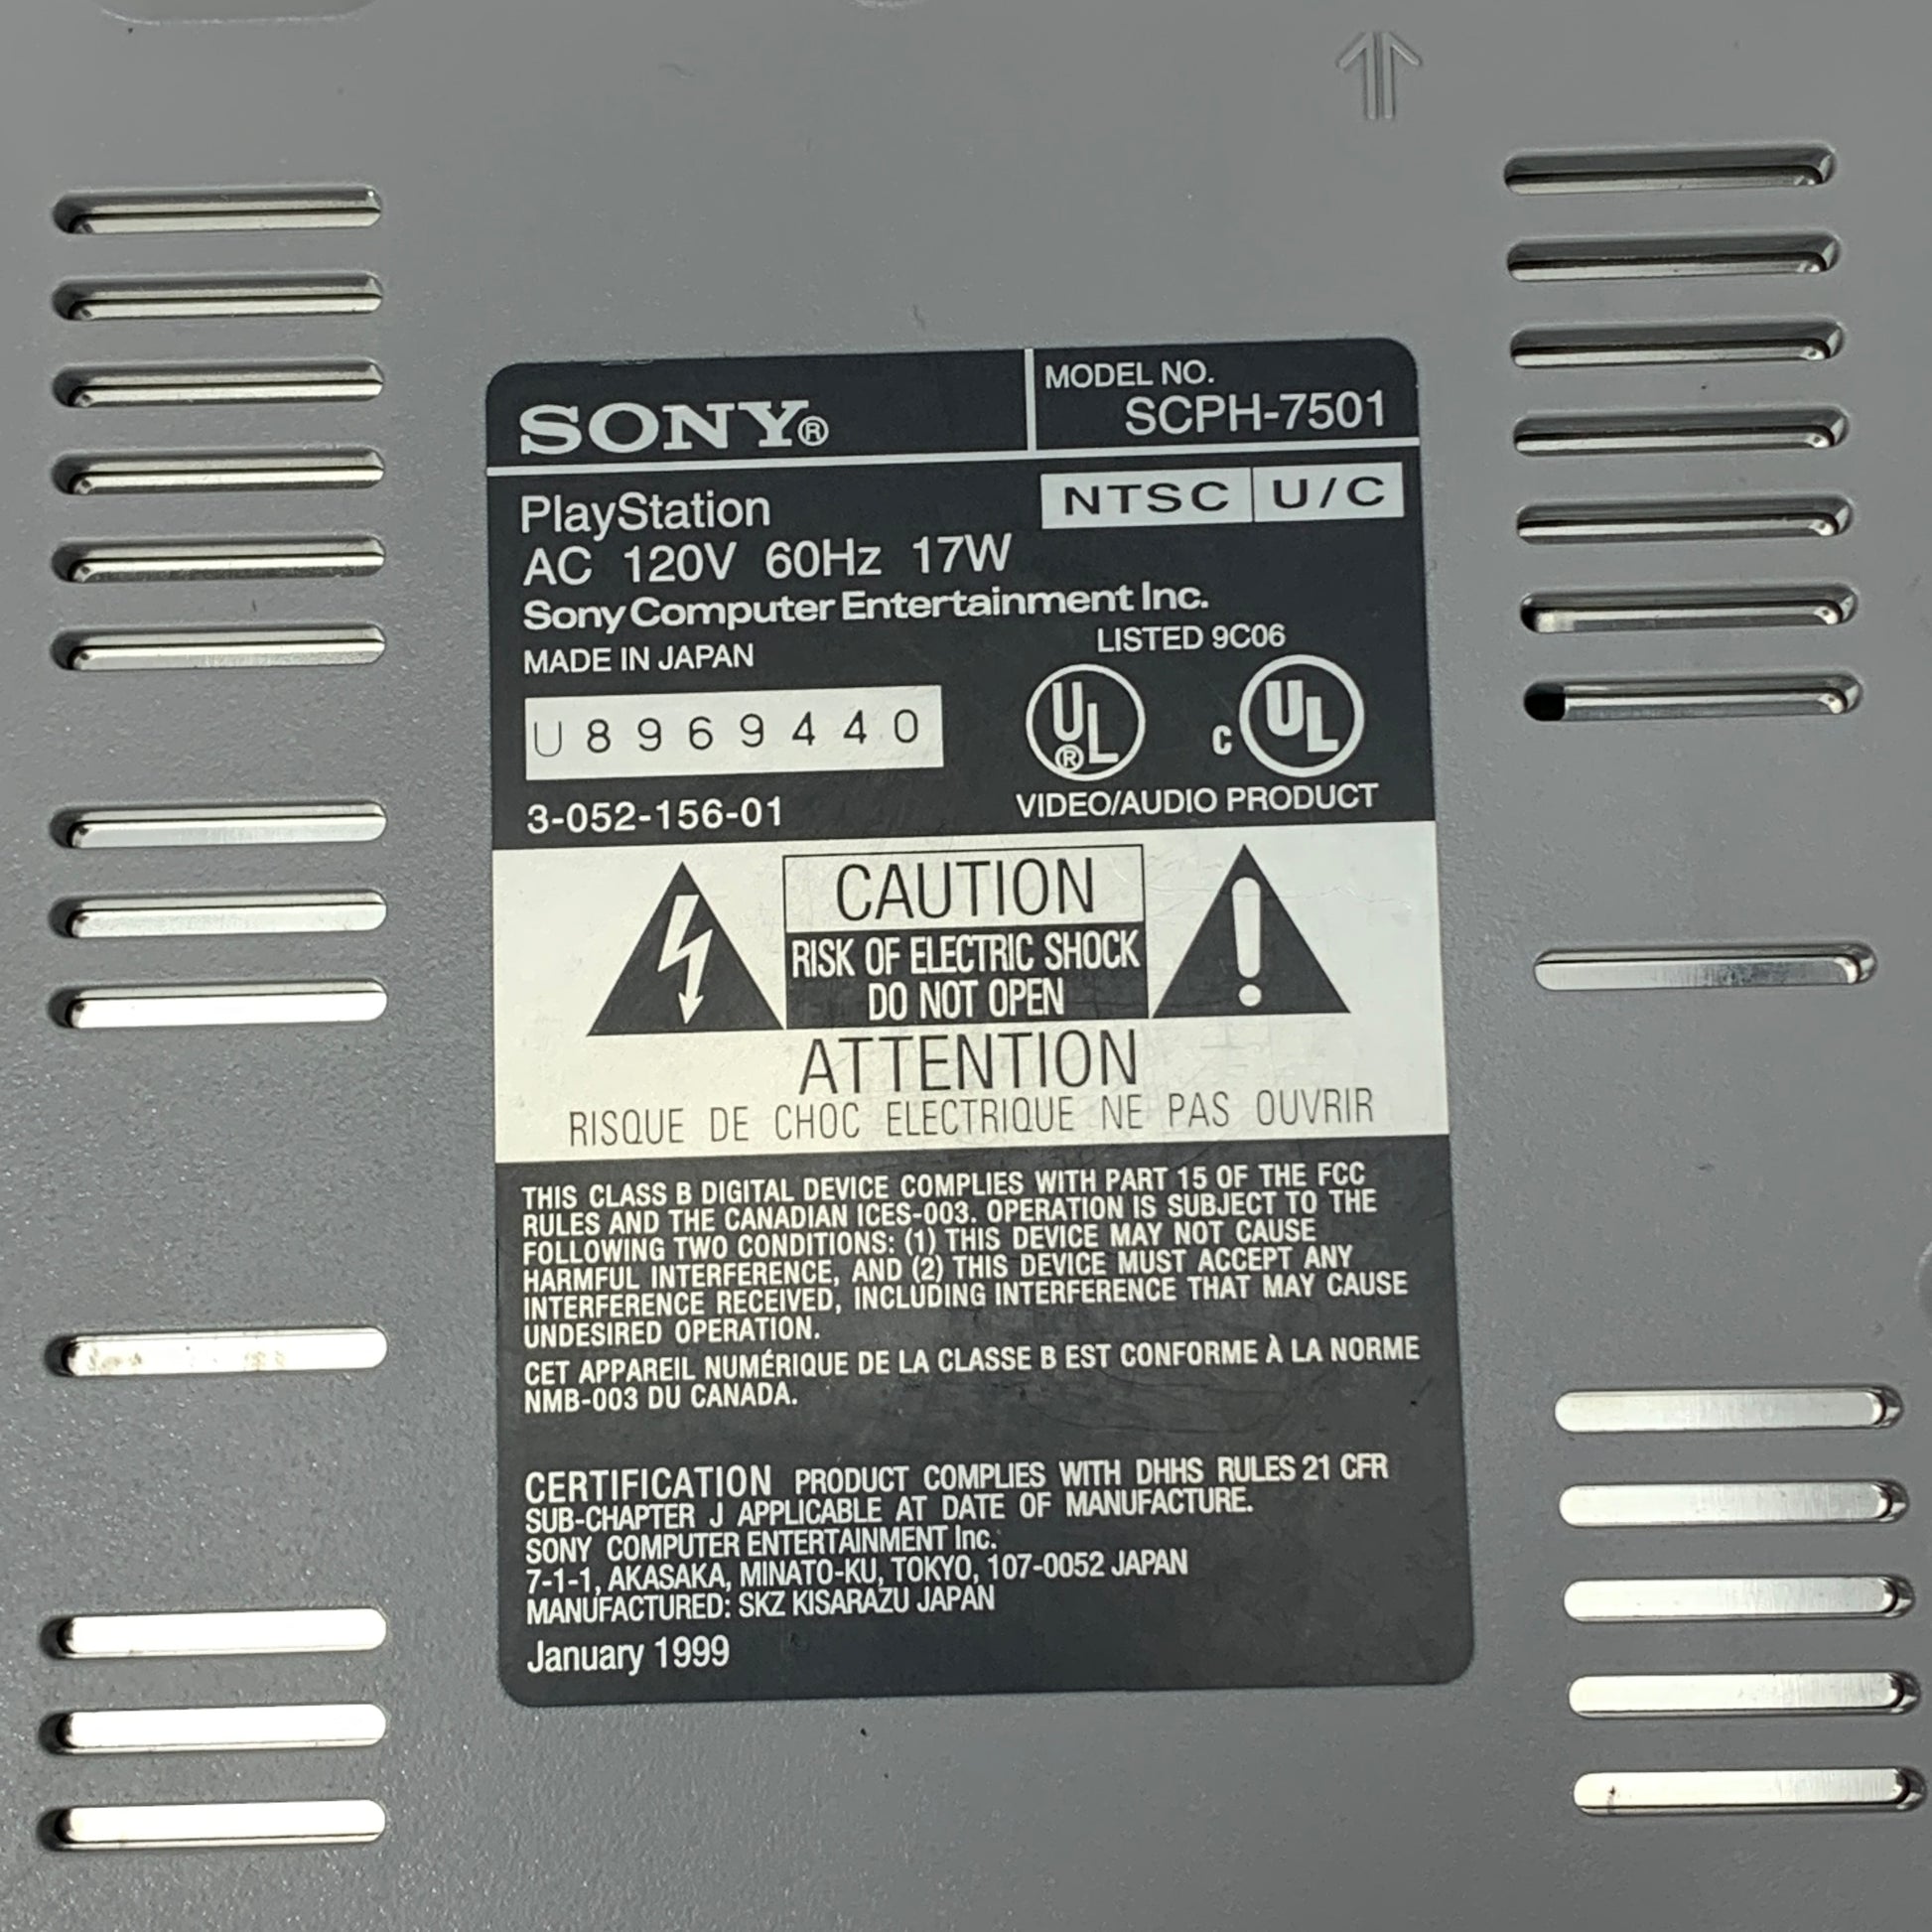 SONY®
MODEL NO.
SCPH-7501
PlayStation
NTSC U/C
AC 120V 60Hz 17W
Sony Computer Entertainment Inc.
MADE IN JAPAN
LISTED 9C06
U8969440
UL® c UL
3-052-156-01
VIDEO/AUDIO PRODUCT
CAUTION
RISK OF ELECTRIC SHOCK
DO NOT OPEN
ATTENTION
RISQUE DE CHOC ELECTRIQUE NE PAS OUVRIR
THIS CLASS B DIGITAL DEVICE COMPLIES WITH PART 15 OF THE FCC
RULES AND THE CANADIAN ICES-003. OPERATION IS SUBJECT TO THE
FOLLOWING TWO CONDITIONS: (1) THIS DEVICE MAY NOT CAUSE
HARMFUL INTERFERENCE, AND (2) THIS DEVICE MUST ACCEPT ANY
INTERFERENCE RECEIVED, INCLUDING INTERFERENCE THAT MAY CAUSE
UNDESIRED OPERATION.
CET APPAREIL NUMÉRIQUE DE LA CLASSE B EST CONFORME À LA NORME
NMB-003 DU CANADA.
CERTIFICATION PRODUCT COMPLIES WITH DHHS RULES 21 CFR
SUB-CHAPTER J APPLICABLE AT DATE OF MANUFACTURE.
SONY COMPUTER ENTERTAINMENT Inc.
7-1-1, AKASAKA, MINATO-KU, TOKYO, 107-0052 JAPAN
MANUFACTURED: SKZ KISARAZU JAPAN
January 1999